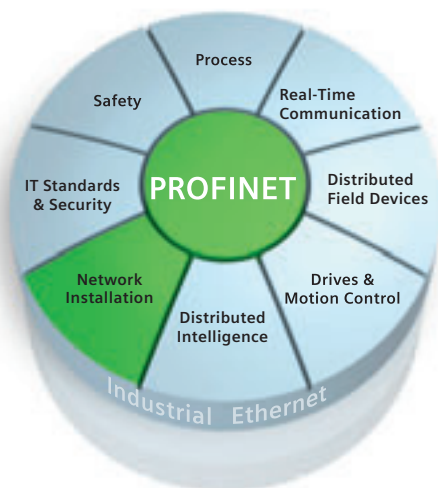 Process
Real-Time
Communication
Safety
IT Standards
& Security
PROFINET
Distributed
Field Devices
Network
Installation
Drives &
Motion Control
Distributed
Intelligence
Industrial Ethernet